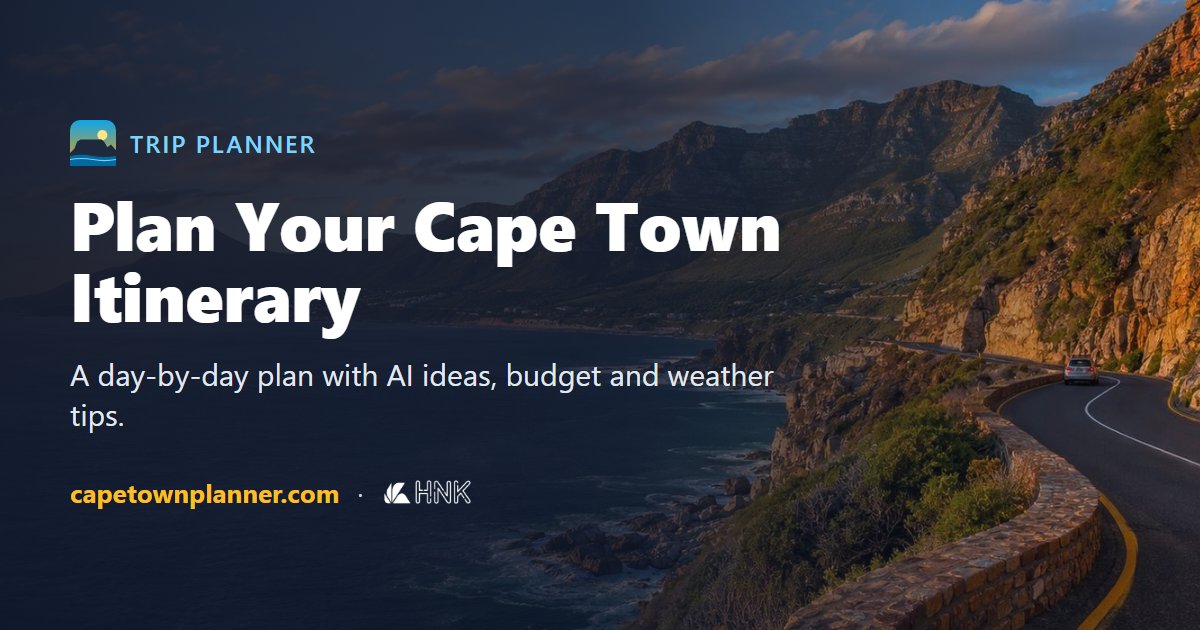 TRIP PLANNER
Plan Your Cape Town
Itinerary
A day-by-day plan with AI ideas, budget and weather
tips.
capetownplanner.com · HNK